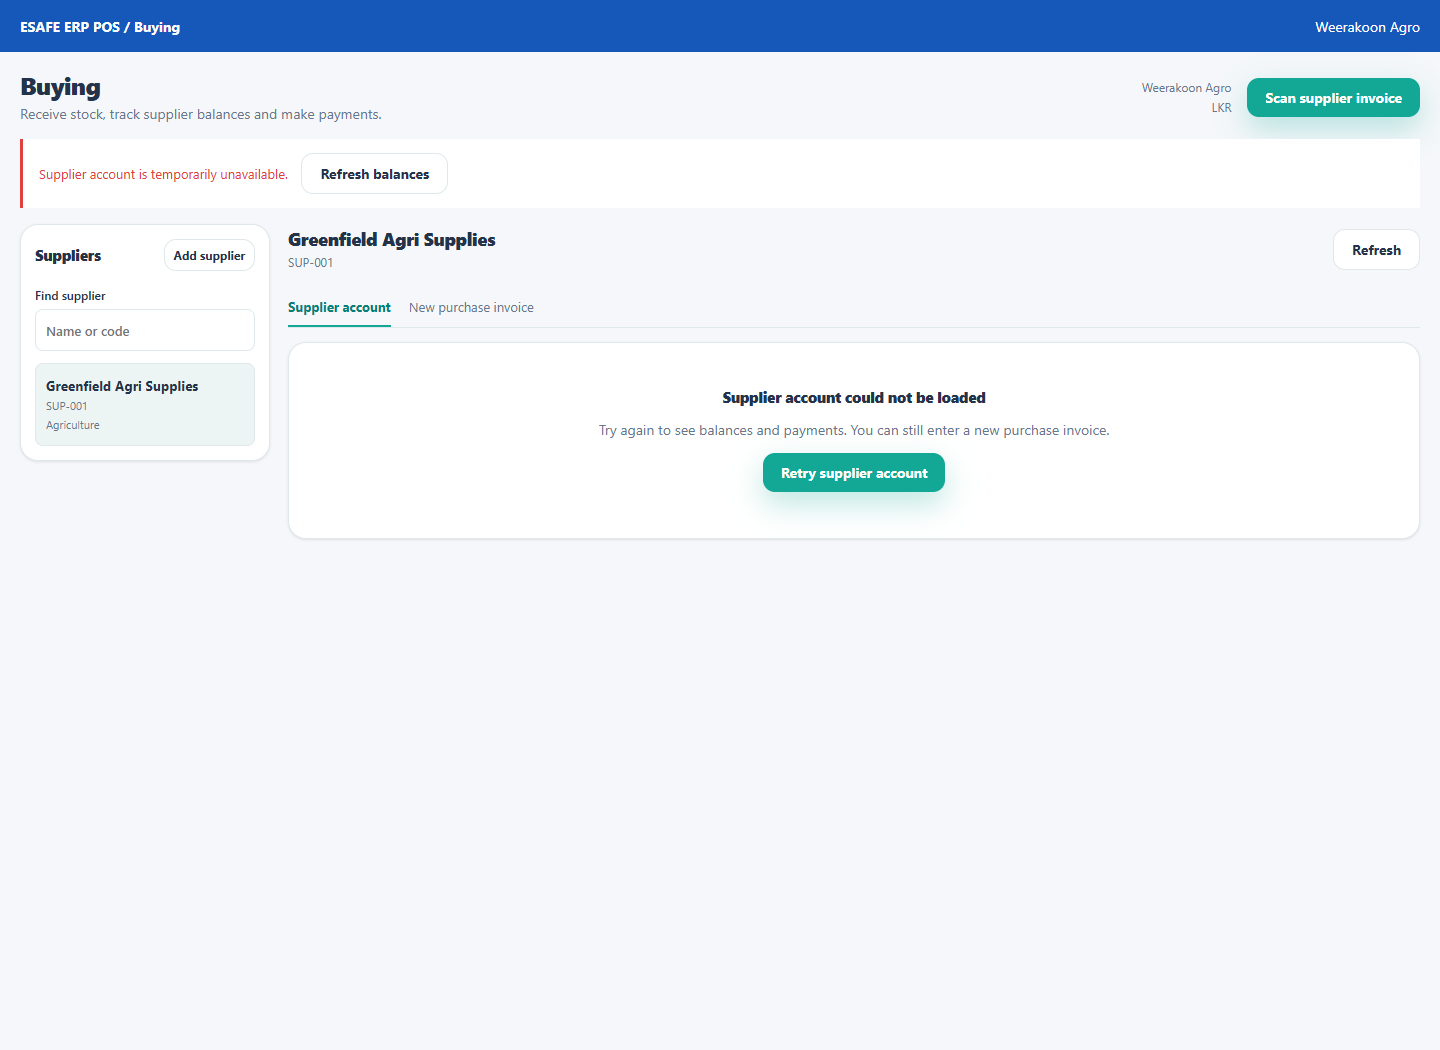 ESAFE ERP POS / Buying
Weerakoon Agro
Buying
Receive stock, track supplier balances and make payments.
Weerakoon Agro
LKR
Scan supplier invoice
Supplier account is temporarily unavailable.
Refresh balances
Suppliers
Add supplier
Find supplier
Name or code
Greenfield Agri Supplies
SUP-001
Agriculture
Greenfield Agri Supplies
SUP-001
Refresh
Supplier account
New purchase invoice
Supplier account could not be loaded
Try again to see balances and payments. You can still enter a new purchase invoice.
Retry supplier account